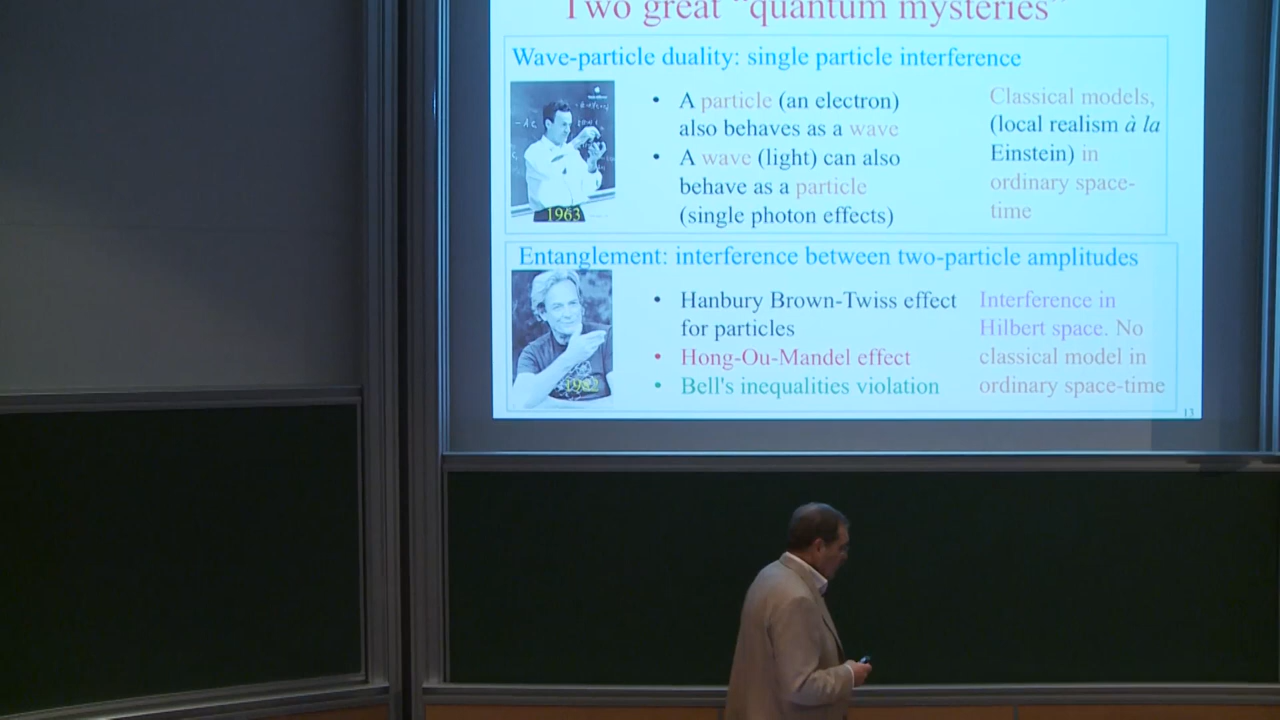 Two great “quantum mysteries”
Wave-particle duality: single particle interference
• A particle (an electron)
also behaves as a wave
• A wave (light) can also
behave as a particle
(single photon effects)
Classical models,
(local realism à la
Einstein) in
ordinary space-
time
1963
Entanglement: interference between two-particle amplitudes
• Hanbury Brown-Twiss effect
for particles
• Hong-Ou-Mandel effect
• Bell's inequalities violation
Interference in
Hilbert space. No
classical model in
ordinary space-time
1982
13